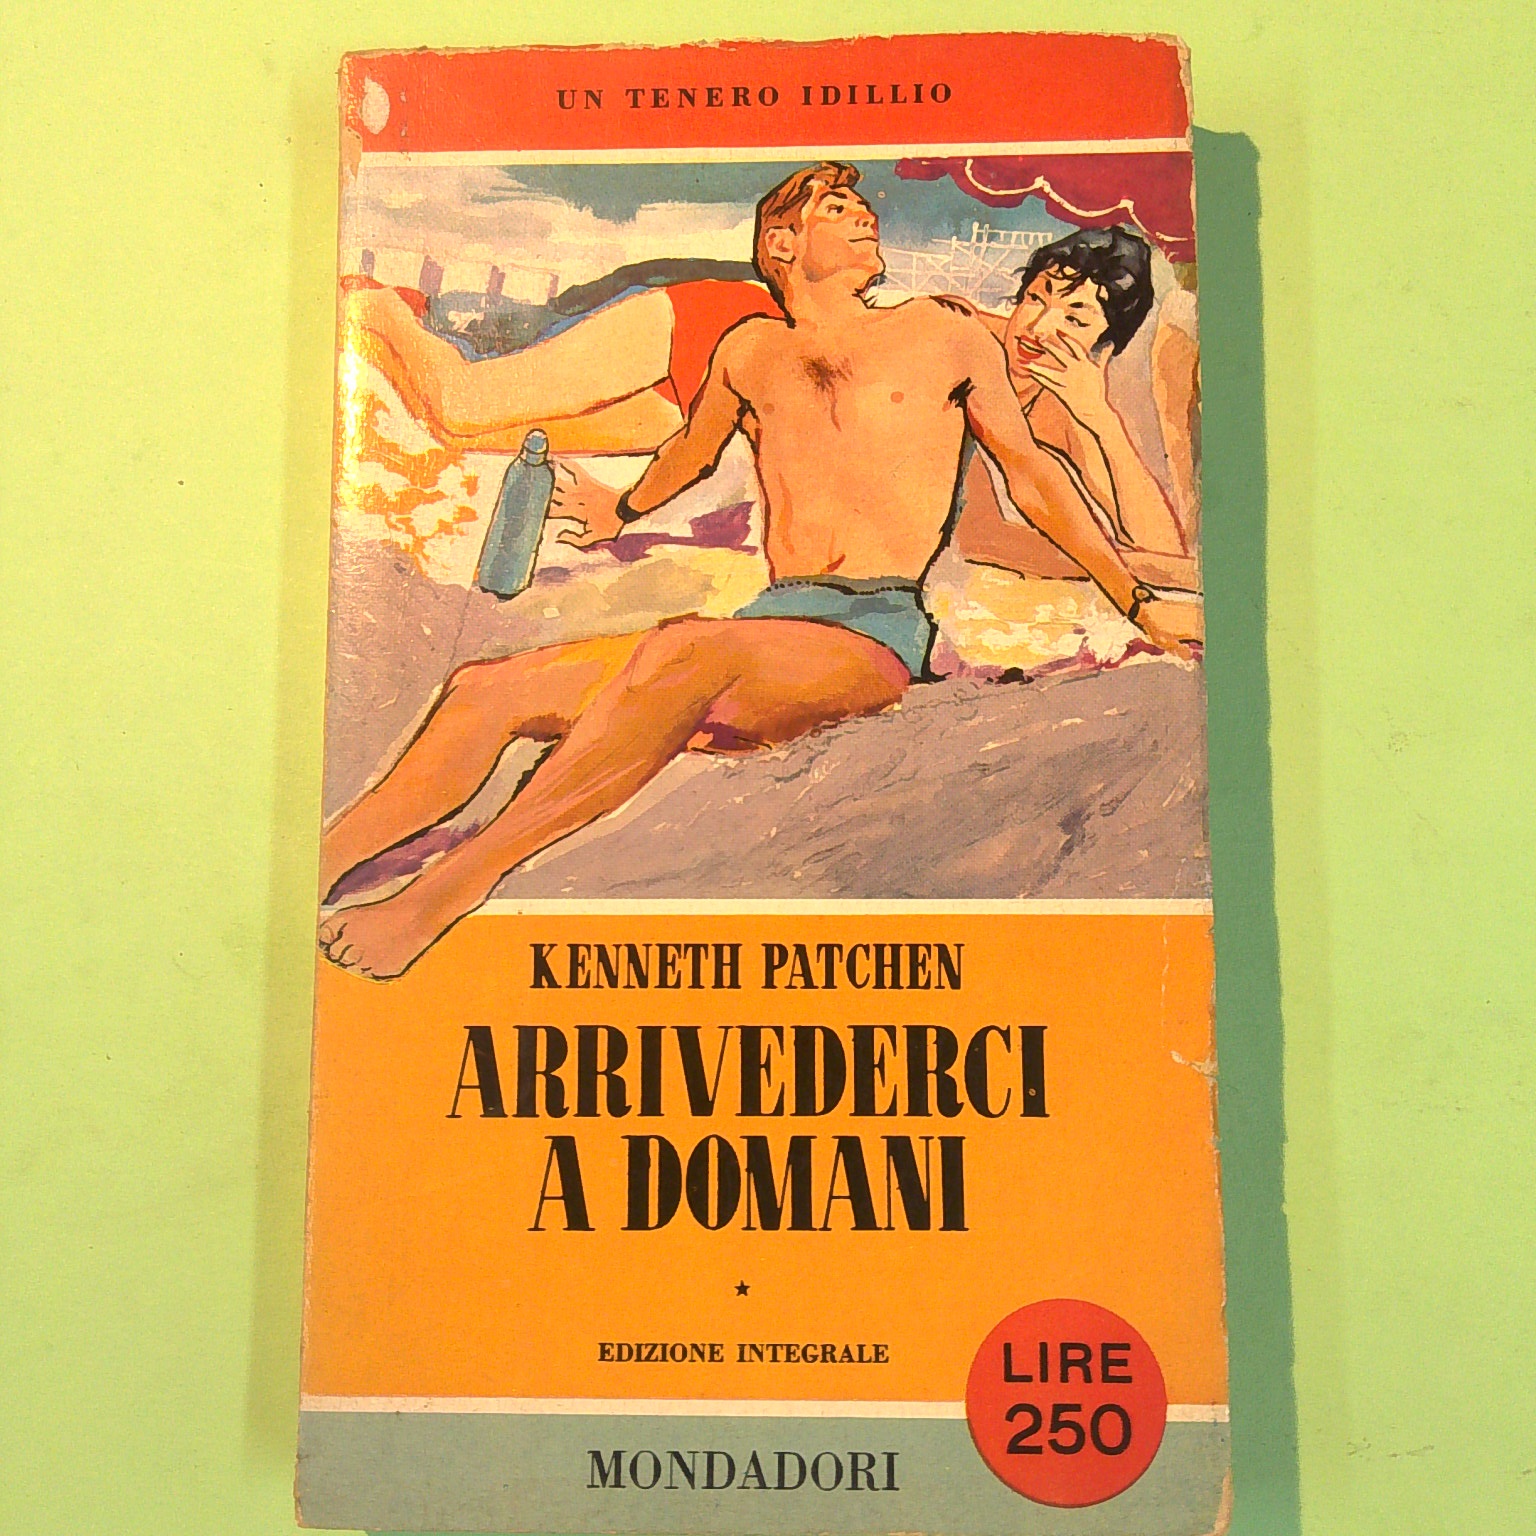 UN TENERO IDILLIO
KENNETH PATCHEN
ARRIVEDERCI
A DOMANI
★
EDIZIONE INTEGRALE
LIRE
250
MONDADORI